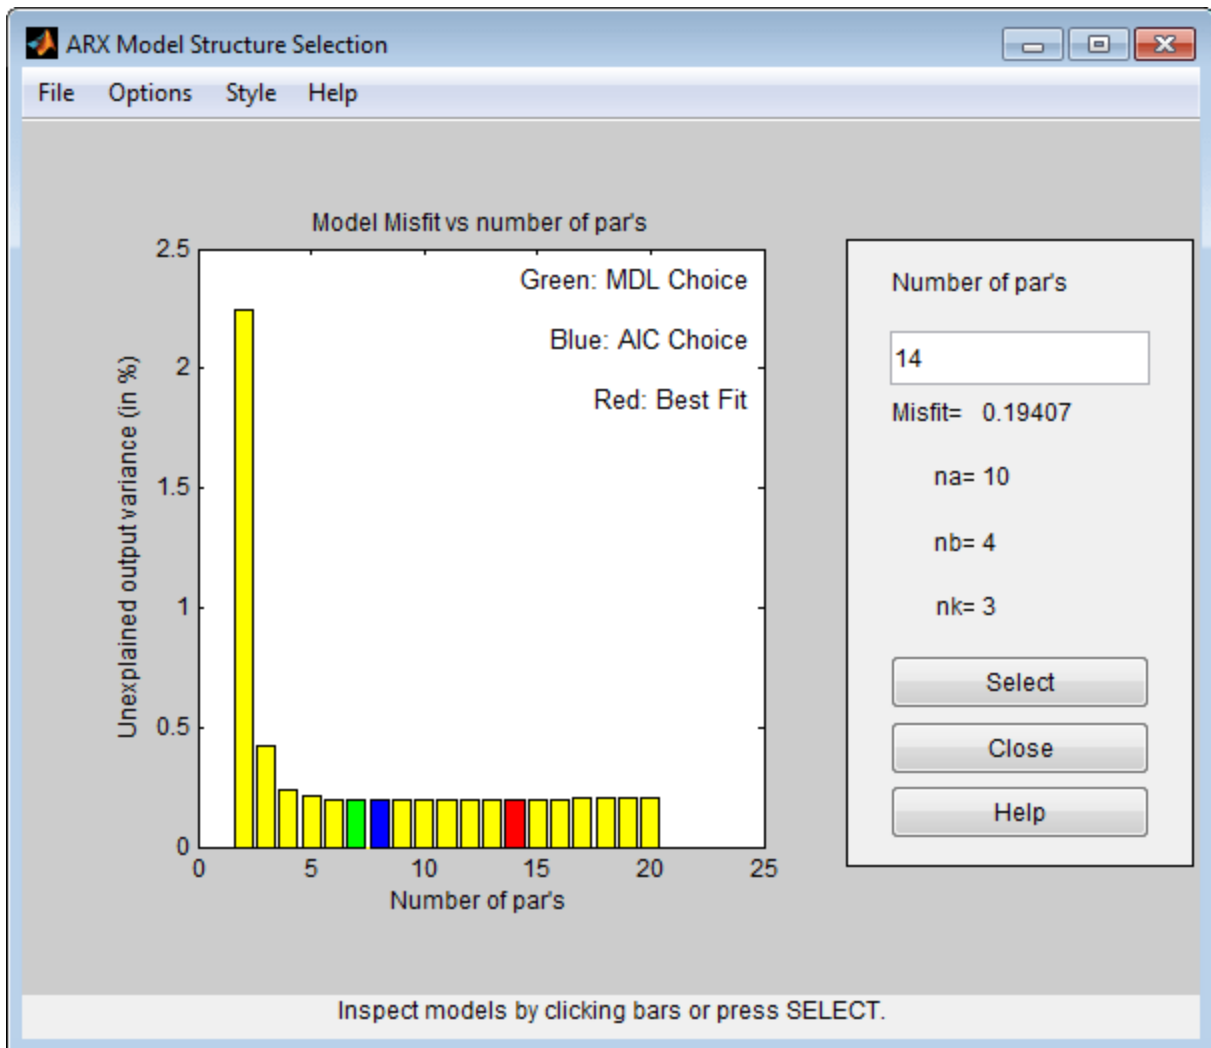 ARX Model Structure Selection
File Options Style Help
Model Misfit vs number of par's
2.5
2
1.5
1
0.5
0
Unexplained output variance (in %)
Green: MDL Choice
Blue: AIC Choice
Red: Best Fit
0 5 10 15 20 25
Number of par's
Number of par's
14
Misfit= 0.19407
na= 10
nb= 4
nk= 3
Select
Close
Help
Inspect models by clicking bars or press SELECT.